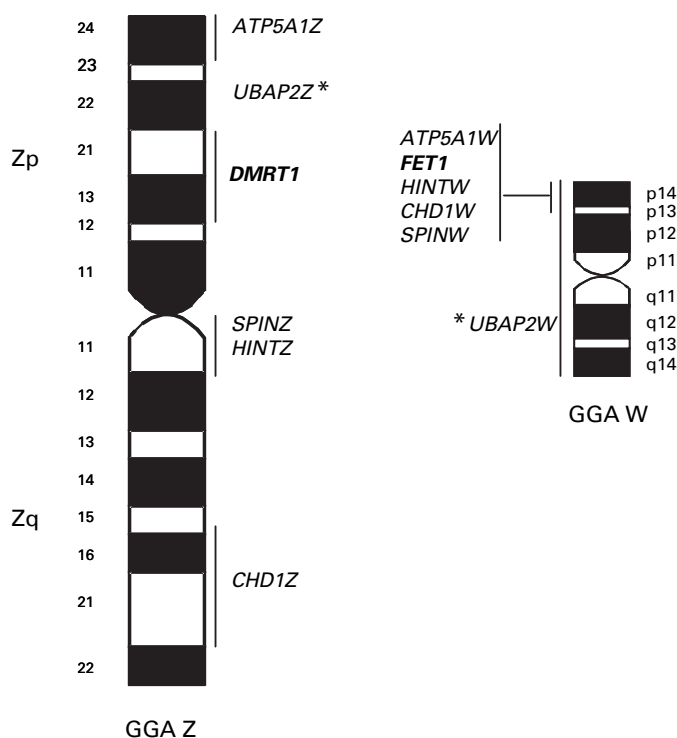 24
ATP5A1Z
23
22
UBAP2Z *
Zp
21
13
DMRT1
12
11
11
SPINZ
HINTZ
12
13
14
Zq
15
16
21
CHD1Z
22
GGA Z
ATP5A1W
FET1
HINTW
CHD1W
SPINW
* UBAP2W
p14
p13
p12
p11
q11
q12
q13
q14
GGA W